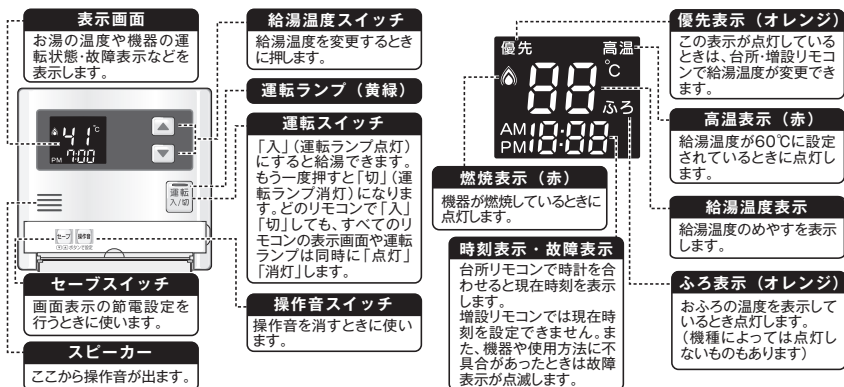 表示画面
お湯の温度や機器の運
転状態・故障表示などを
表示します。
41℃
PM 7:00
運転
入/切
セーブ 操作音
セーブスイッチ
画面表示の節電設定を
行うときに使います。
スピーカー
ここから操作音が出ます。
給湯温度スイッチ
給湯温度を変更するとき
に押します。
運転ランプ（黄緑）
運転スイッチ
「入」（運転ランプ点灯）
にすると給湯できます。
もう一度押すと「切」（運
転ランプ消灯）になりま
す。どのリモコンで「入」
「切」しても、すべてのリ
モコンの表示画面や運転
ランプは同時に「点灯」
「消灯」します。
操作音スイッチ
操作音を消すときに使い
ます。
優先 高温
88℃
ふろ
AM
PM 18:88
燃焼表示（赤）
機器が燃焼しているときに
点灯します。
時刻表示・故障表示
台所リモコンで時計を合
わせると現在時刻を表示
します。
増設リモコンでは現在時
刻を設定できません。ま
た、機器や使用方法に不
具合があったときは故障
表示が点滅します。
優先表示（オレンジ）
この表示が点灯している
ときは、台所・増設リモコ
ンで給湯温度が変更でき
ます。
高温表示（赤）
給湯温度が60℃に設定
されているときに点灯し
ます。
給湯温度表示
給湯温度のめやすを表示
します。
ふろ表示（オレンジ）
おふろの温度を表示して
いるとき点灯します。
（機種によっては点灯し
ないものもあります）